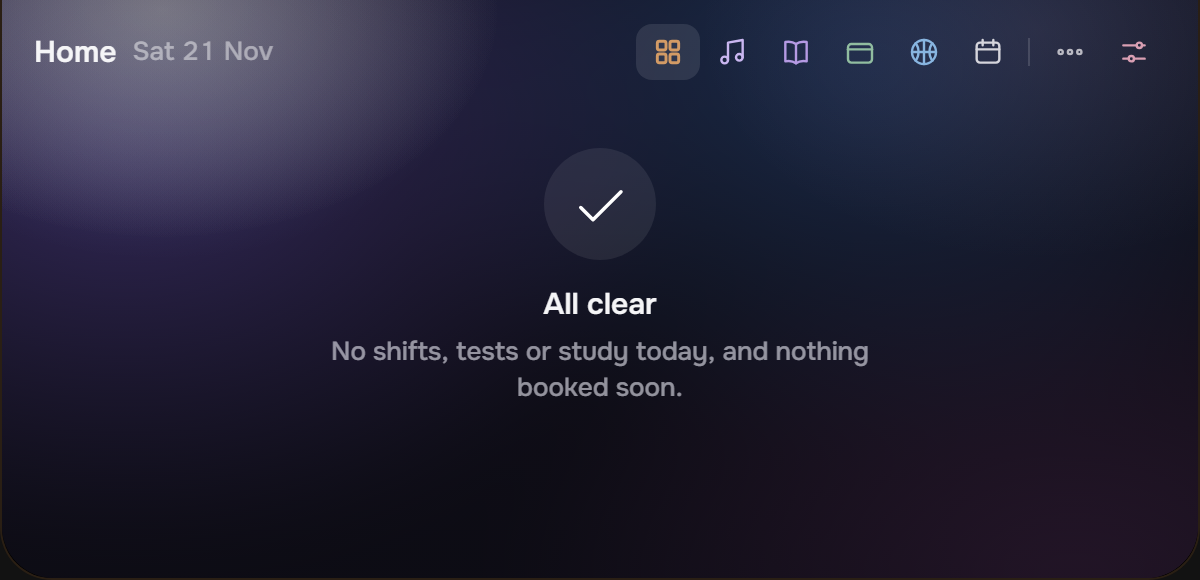 Home Sat 21 Nov
All clear
No shifts, tests or study today, and nothing
booked soon.